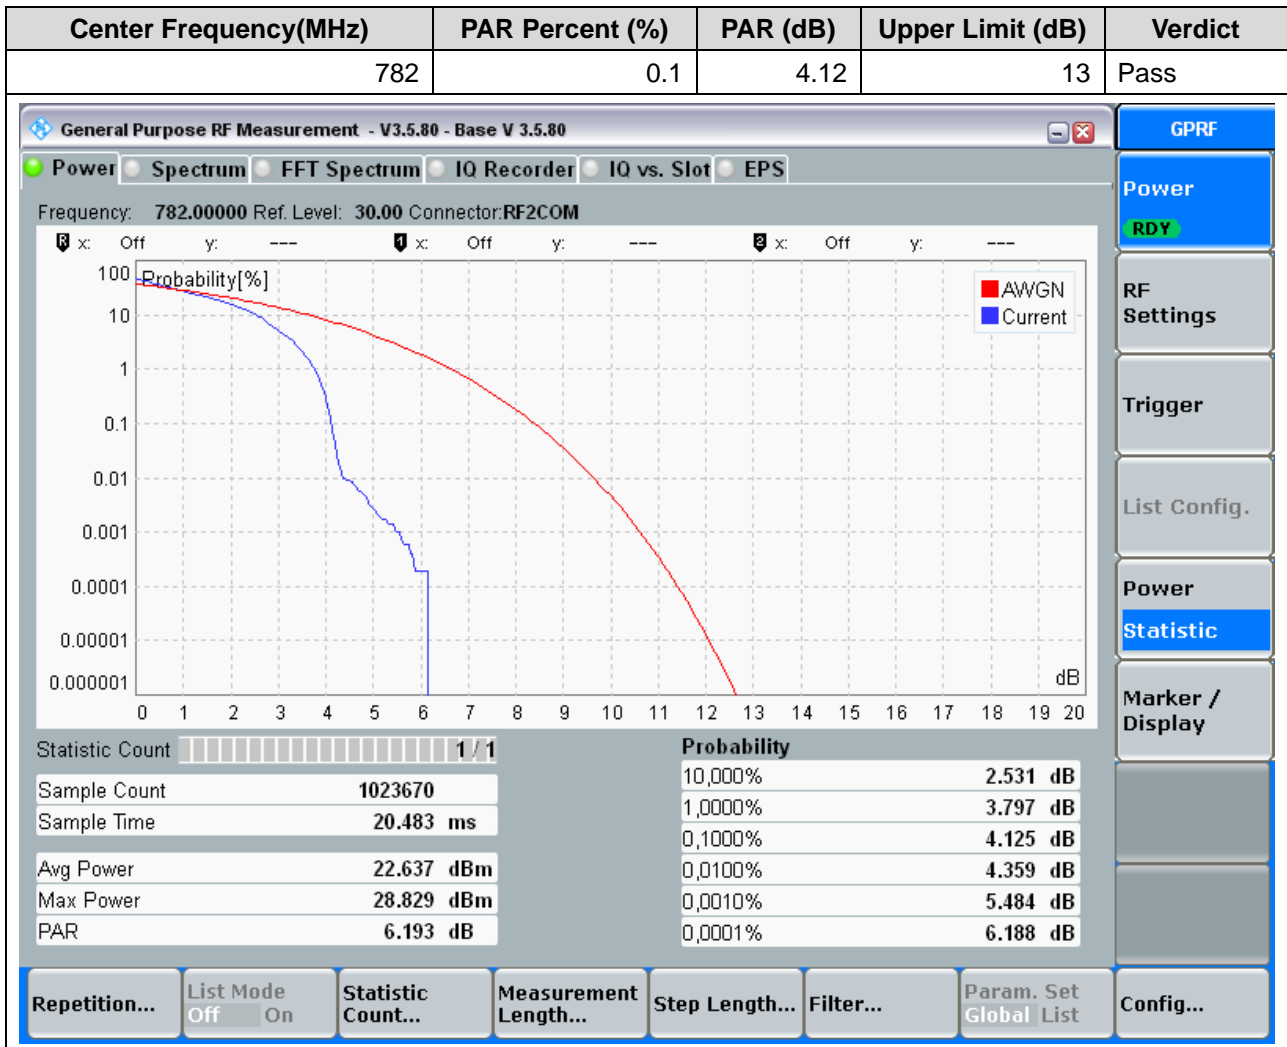 Center Frequency(MHz) PAR Percent (%) PAR (dB) Upper Limit (dB) Verdict
782 0.1 4.12 13 Pass
General Purpose RF Measurement - V3.5.80 - Base V 3.5.80
GPRF
Power Spectrum FFT Spectrum IQ Recorder IQ vs. Slot EPS
Frequency: 782.00000 Ref. Level: 30.00 Connector:RF2COM
R x: Off y: --- 1 x: Off y: --- 2 x: Off y: ---
Probability[%]
100
10
1
0.1
0.01
0.001
0.0001
0.00001
0.000001
AWGN
Current
dB
0 1 2 3 4 5 6 7 8 9 10 11 12 13 14 15 16 17 18 19 20
Statistic Count 1 / 1
Sample Count 1023670
Sample Time 20.483 ms
Avg Power 22.637 dBm
Max Power 28.829 dBm
PAR 6.193 dB
Probability
10,000% 2.531 dB
1,0000% 3.797 dB
0,1000% 4.125 dB
0,0100% 4.359 dB
0,0010% 5.484 dB
0,0001% 6.188 dB
Power
RDY
RF
Settings
Trigger
List Config.
Power
Statistic
Marker /
Display
Repetition...
List Mode
Off On
Statistic
Count...
Measurement
Length...
Step Length...
Filter...
Param. Set
Global List
Config...